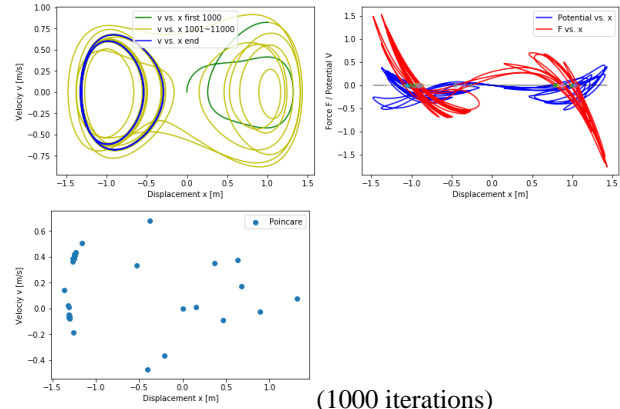 v vs. x first 1000
v vs. x 1001~11000
v vs. x end
1.00
0.75
0.50
0.25
0.00
−0.25
−0.50
−0.75
Velocity v [m/s]
−1.5 −1.0 −0.5 0.0 0.5 1.0 1.5
Displacement x [m]
Potential vs. x
F vs. x
1.5
1.0
0.5
0.0
−0.5
−1.0
−1.5
Force F / Potential V
−1.5 −1.0 −0.5 0.0 0.5 1.0 1.5
Displacement x [m]
Poincare
0.6
0.4
0.2
0.0
−0.2
−0.4
Velociy v [m/s]
−1.5 −1.0 −0.5 0.0 0.5 1.0
Displacement x [m]
(1000 iterations)